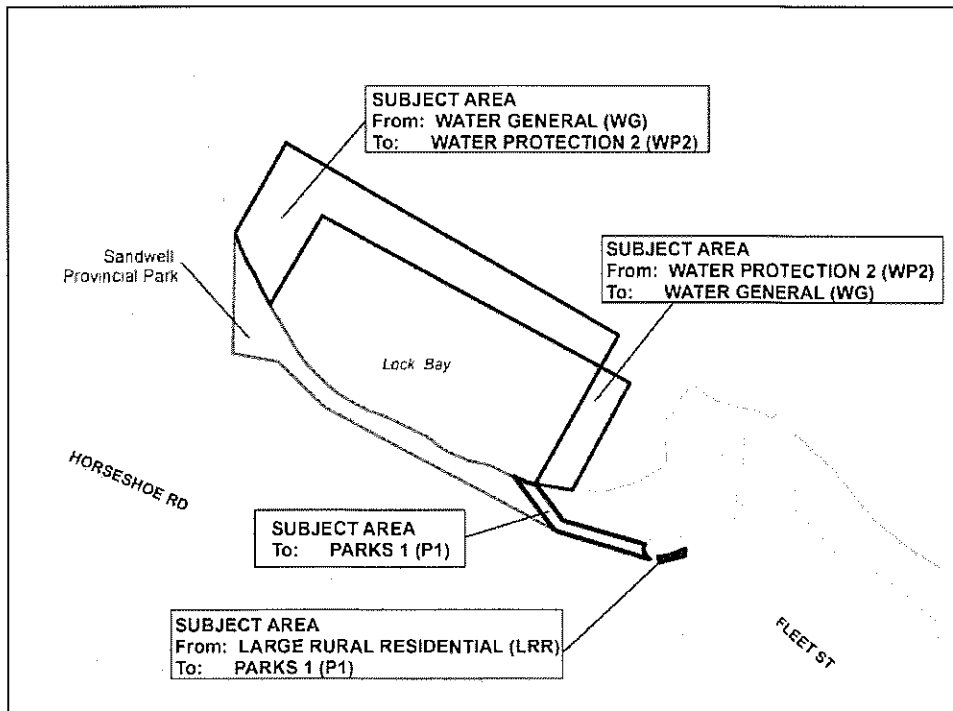 SUBJECT AREA
From: WATER GENERAL (WG)
To: WATER PROTECTION 2 (WP2)
Sandwell
Provincial Park
SUBJECT AREA
From: WATER PROTECTION 2 (WP2)
To: WATER GENERAL (WG)
Lock Bay
HORSESHOE RD
SUBJECT AREA
To: PARKS 1 (P1)
SUBJECT AREA
From: LARGE RURAL RESIDENTIAL (LRR)
To: PARKS 1 (P1)
FLEET ST